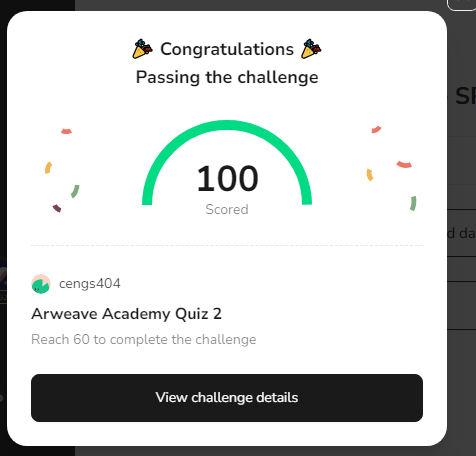 Congratulations
Passing the challenge
100
Scored
cengs404
Arweave Academy Quiz 2
Reach 60 to complete the challenge
View challenge details